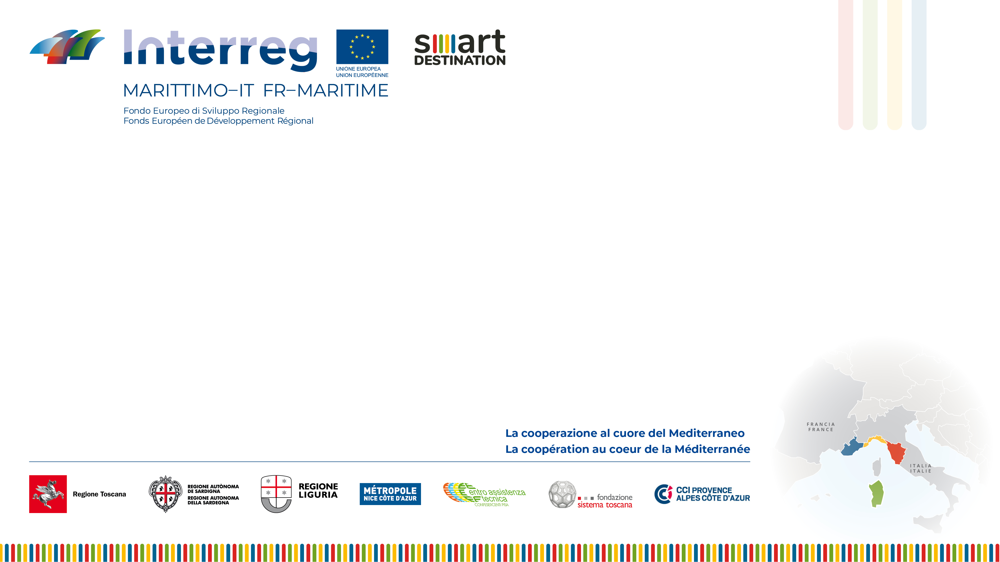 Interreg
UNIONE EUROPEA
UNION EUROPÉENNE
MARITTIMO–IT FR–MARITIME
Fondo Europeo di Sviluppo Regionale
Fonds Européen de Développement Régional
smart
DESTINATION
FRANCIA
FRANCE
ITALIA
ITALIE
La cooperazione al cuore del Mediterraneo
La coopération au coeur de la Méditerranée
Regione Toscana
REGIONE AUTÒNOMA
DE SARDIGNA
REGIONE AUTONOMA
DELLA SARDEGNA
REGIONE
LIGURIA
MÉTROPOLE
NICE CÔTE D'AZUR
Centro assistenza
tecnica
CONFESERCENTI PISA
fondazione
sistema toscana
CCI PROVENCE
ALPES CÔTE D'AZUR